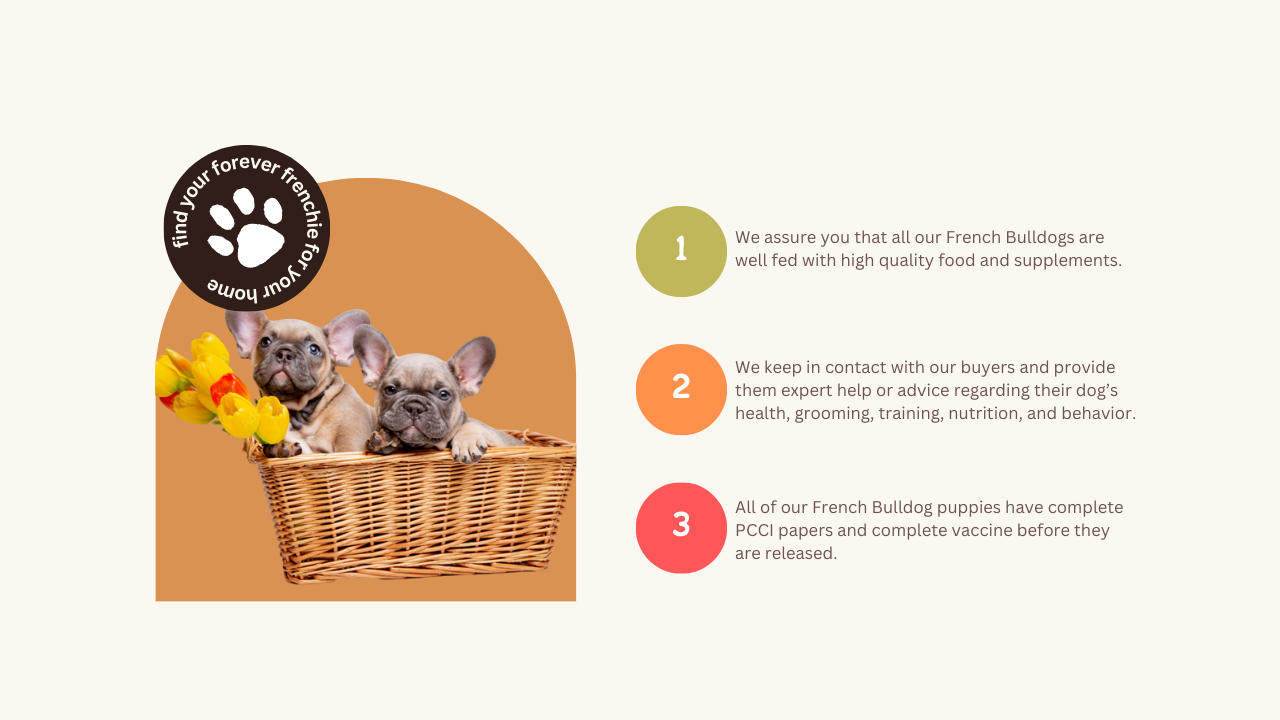 find your forever frenchie for your home
1
We assure you that all our French Bulldogs are
well fed with high quality food and supplements.
2
We keep in contact with our buyers and provide
them expert help or advice regarding their dog’s
health, grooming, training, nutrition, and behavior.
3
All of our French Bulldog puppies have complete
PCCI papers and complete vaccine before they
are released.